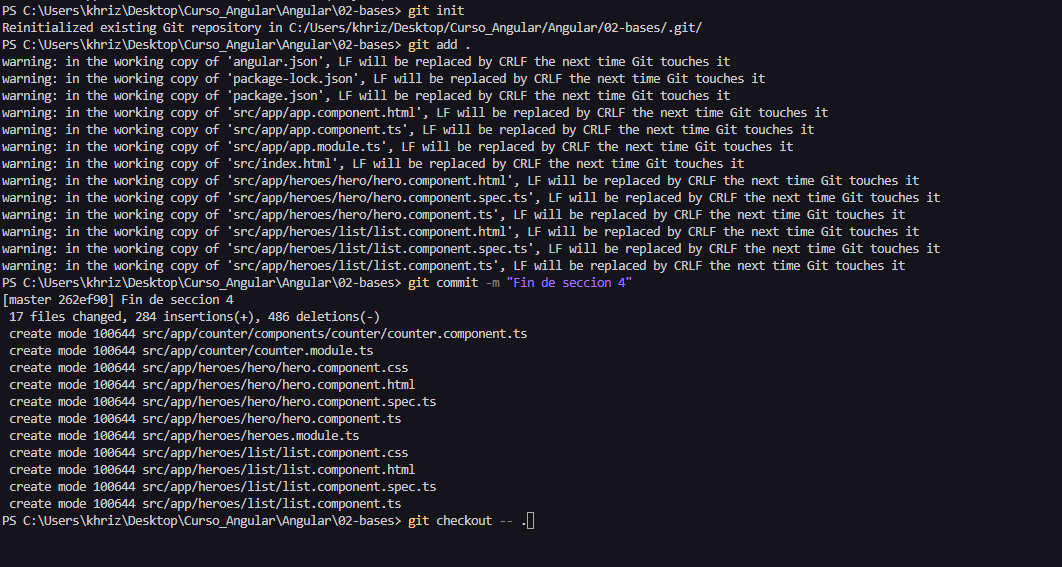 PS C:\Users\khriz\Desktop\Curso_Angular\Angular\02-bases> git init
Reinitialized existing Git repository in C:/Users/khriz/Desktop/Curso_Angular/Angular/02-bases/.git/
PS C:\Users\khriz\Desktop\Curso_Angular\Angular\02-bases> git add .
warning: in the working copy of 'angular.json', LF will be replaced by CRLF the next time Git touches it
warning: in the working copy of 'package-lock.json', LF will be replaced by CRLF the next time Git touches it
warning: in the working copy of 'package.json', LF will be replaced by CRLF the next time Git touches it
warning: in the working copy of 'src/app/app.component.html', LF will be replaced by CRLF the next time Git touches it
warning: in the working copy of 'src/app/app.component.ts', LF will be replaced by CRLF the next time Git touches it
warning: in the working copy of 'src/app/app.module.ts', LF will be replaced by CRLF the next time Git touches it
warning: in the working copy of 'src/index.html', LF will be replaced by CRLF the next time Git touches it
warning: in the working copy of 'src/app/heroes/hero/hero.component.html', LF will be replaced by CRLF the next time Git touches it
warning: in the working copy of 'src/app/heroes/hero/hero.component.spec.ts', LF will be replaced by CRLF the next time Git touches it
warning: in the working copy of 'src/app/heroes/hero/hero.component.ts', LF will be replaced by CRLF the next time Git touches it
warning: in the working copy of 'src/app/heroes/list/list.component.html', LF will be replaced by CRLF the next time Git touches it
warning: in the working copy of 'src/app/heroes/list/list.component.spec.ts', LF will be replaced by CRLF the next time Git touches it
warning: in the working copy of 'src/app/heroes/list/list.component.ts', LF will be replaced by CRLF the next time Git touches it
PS C:\Users\khriz\Desktop\Curso_Angular\Angular\02-bases> git commit -m "Fin de seccion 4"
[master 262ef90] Fin de seccion 4
 17 files changed, 284 insertions(+), 486 deletions(-)
 create mode 100644 src/app/counter/components/counter/counter.component.ts
 create mode 100644 src/app/counter/counter.module.ts
 create mode 100644 src/app/heroes/hero/hero.component.css
 create mode 100644 src/app/heroes/hero/hero.component.html
 create mode 100644 src/app/heroes/hero/hero.component.spec.ts
 create mode 100644 src/app/heroes/hero/hero.component.ts
 create mode 100644 src/app/heroes/heroes.module.ts
 create mode 100644 src/app/heroes/list/list.component.css
 create mode 100644 src/app/heroes/list/list.component.html
 create mode 100644 src/app/heroes/list/list.component.spec.ts
 create mode 100644 src/app/heroes/list/list.component.ts
PS C:\Users\khriz\Desktop\Curso_Angular\Angular\02-bases> git checkout -- .